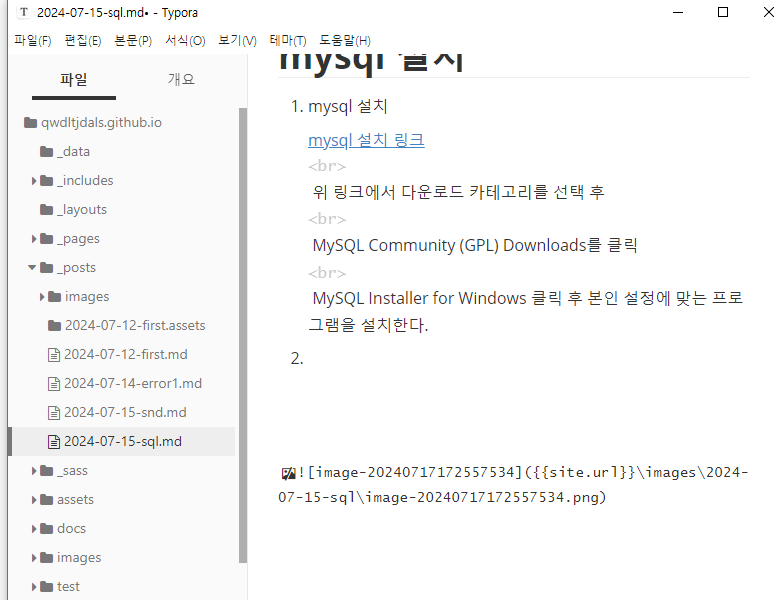 2024-07-15-sql.md• - Typora
파일(F) 편집(E) 본문(P) 서식(O) 보기(V) 테마(T) 도움말(H)
파일 개요
qwdltjdals.github.io
_data
_includes
_layouts
_pages
_posts
images
2024-07-12-first.assets
2024-07-12-first.md
2024-07-14-error1.md
2024-07-15-snd.md
2024-07-15-sql.md
_sass
assets
docs
images
test
mysql 설치
1. mysql 설치
mysql 설치 링크
<br>
위 링크에서 다운로드 카테고리를 선택 후
<br>
MySQL Community (GPL) Downloads를 클릭
<br>
MySQL Installer for Windows 클릭 후 본인 설정에 맞는 프로
그램을 설치한다.
2.
![image-20240717172557534]({{site.url}}\images\2024-
07-15-sql\image-20240717172557534.png)